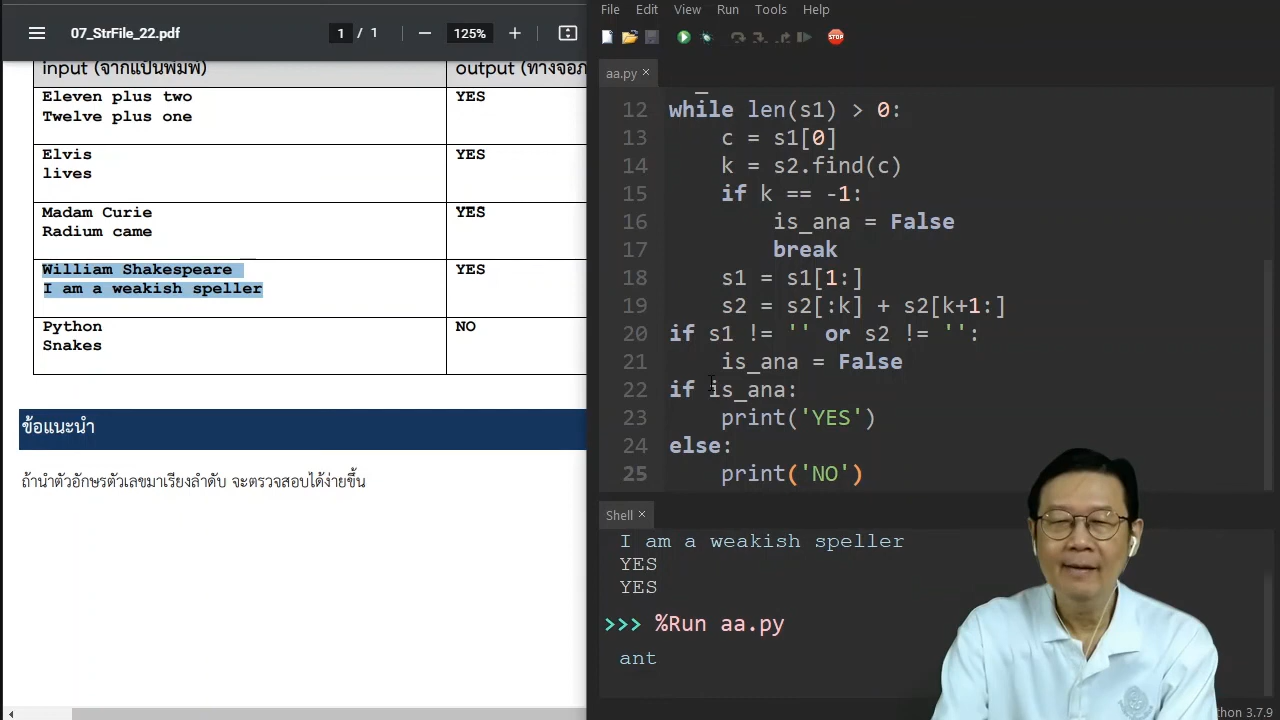 07_StrFile_22.pdf
1 / 1
125%
input (จากแป้นพิมพ์)
output (ทางจอภ
Eleven plus two
Twelve plus one
YES
Elvis
lives
YES
Madam Curie
Radium came
YES
William Shakespeare
I am a weakish speller
YES
Python
Snakes
NO
ข้อแนะนำ
ถ้านำตัวอักษรตัวเลขมาเรียงลำดับ จะตรวจสอบได้ง่ายขึ้น
File Edit View Run Tools Help
STOP
aa.py
12 while len(s1) > 0:
13 c = s1[0]
14 k = s2.find(c)
15 if k == -1:
16 is_ana = False
17 break
18 s1 = s1[1:]
19 s2 = s2[:k] + s2[k+1:]
20 if s1 != '' or s2 != '':
21 is_ana = False
22 if is_ana:
23 print('YES')
24 else:
25 print('NO')
Shell
I am a weakish speller
YES
YES
>>> %Run aa.py
ant
thon 3.7.9